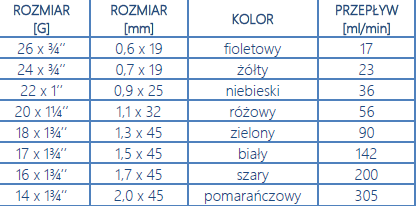 ROZMIAR [G] ROZMIAR [mm] KOLOR PRZEPŁYW [ml/min]
26 x ¾‘‘ 0,6 x 19 fioletowy 17
24 x ¾‘‘ 0,7 x 19 żółty 23
22 x 1‘‘ 0,9 x 25 niebieski 36
20 x 1¼‘‘ 1,1 x 32 różowy 56
18 x 1¾‘‘ 1,3 x 45 zielony 90
17 x 1¾‘‘ 1,5 x 45 biały 142
16 x 1¾‘‘ 1,7 x 45 szary 200
14 x 1¾‘‘ 2,0 x 45 pomarańczowy 305